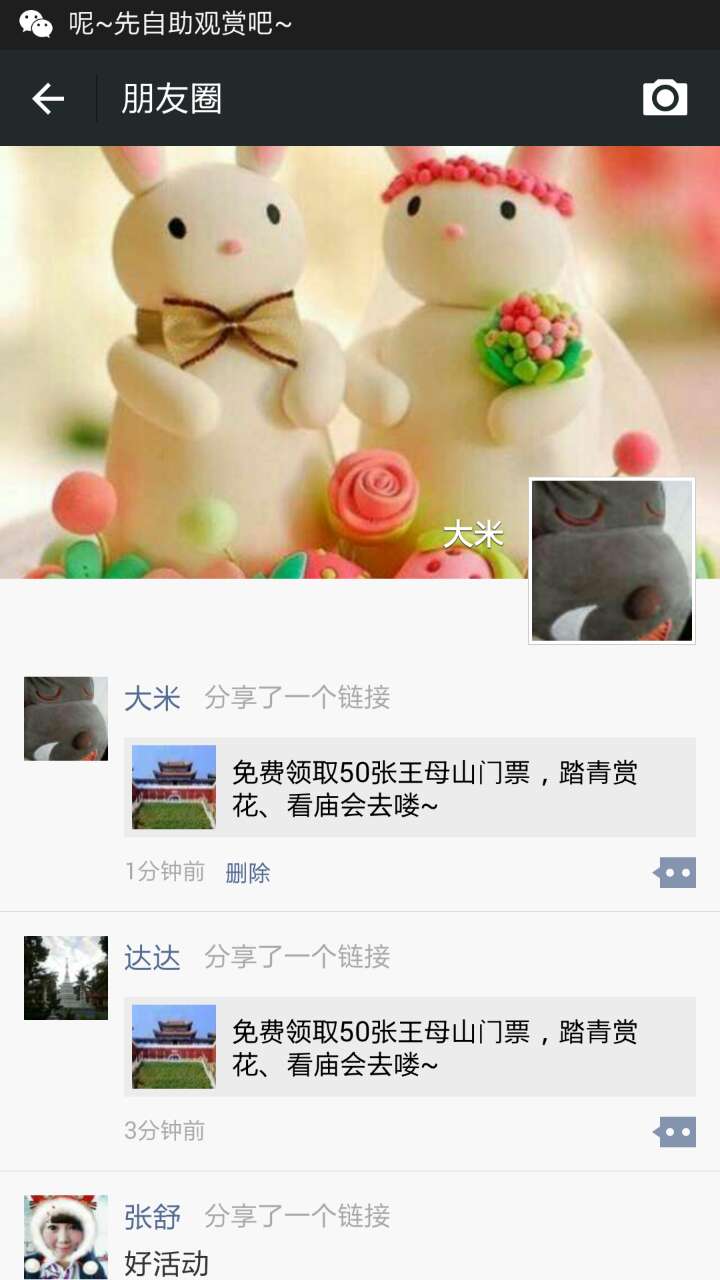 呢~先自助观赏吧~
朋友圈
大米
大米 分享了一个链接
免费领取50张王母山门票，踏青赏
花、看庙会去喽~
1分钟前 删除
达达 分享了一个链接
免费领取50张王母山门票，踏青赏
花、看庙会去喽~
3分钟前
张舒 分享了一个链接
好活动